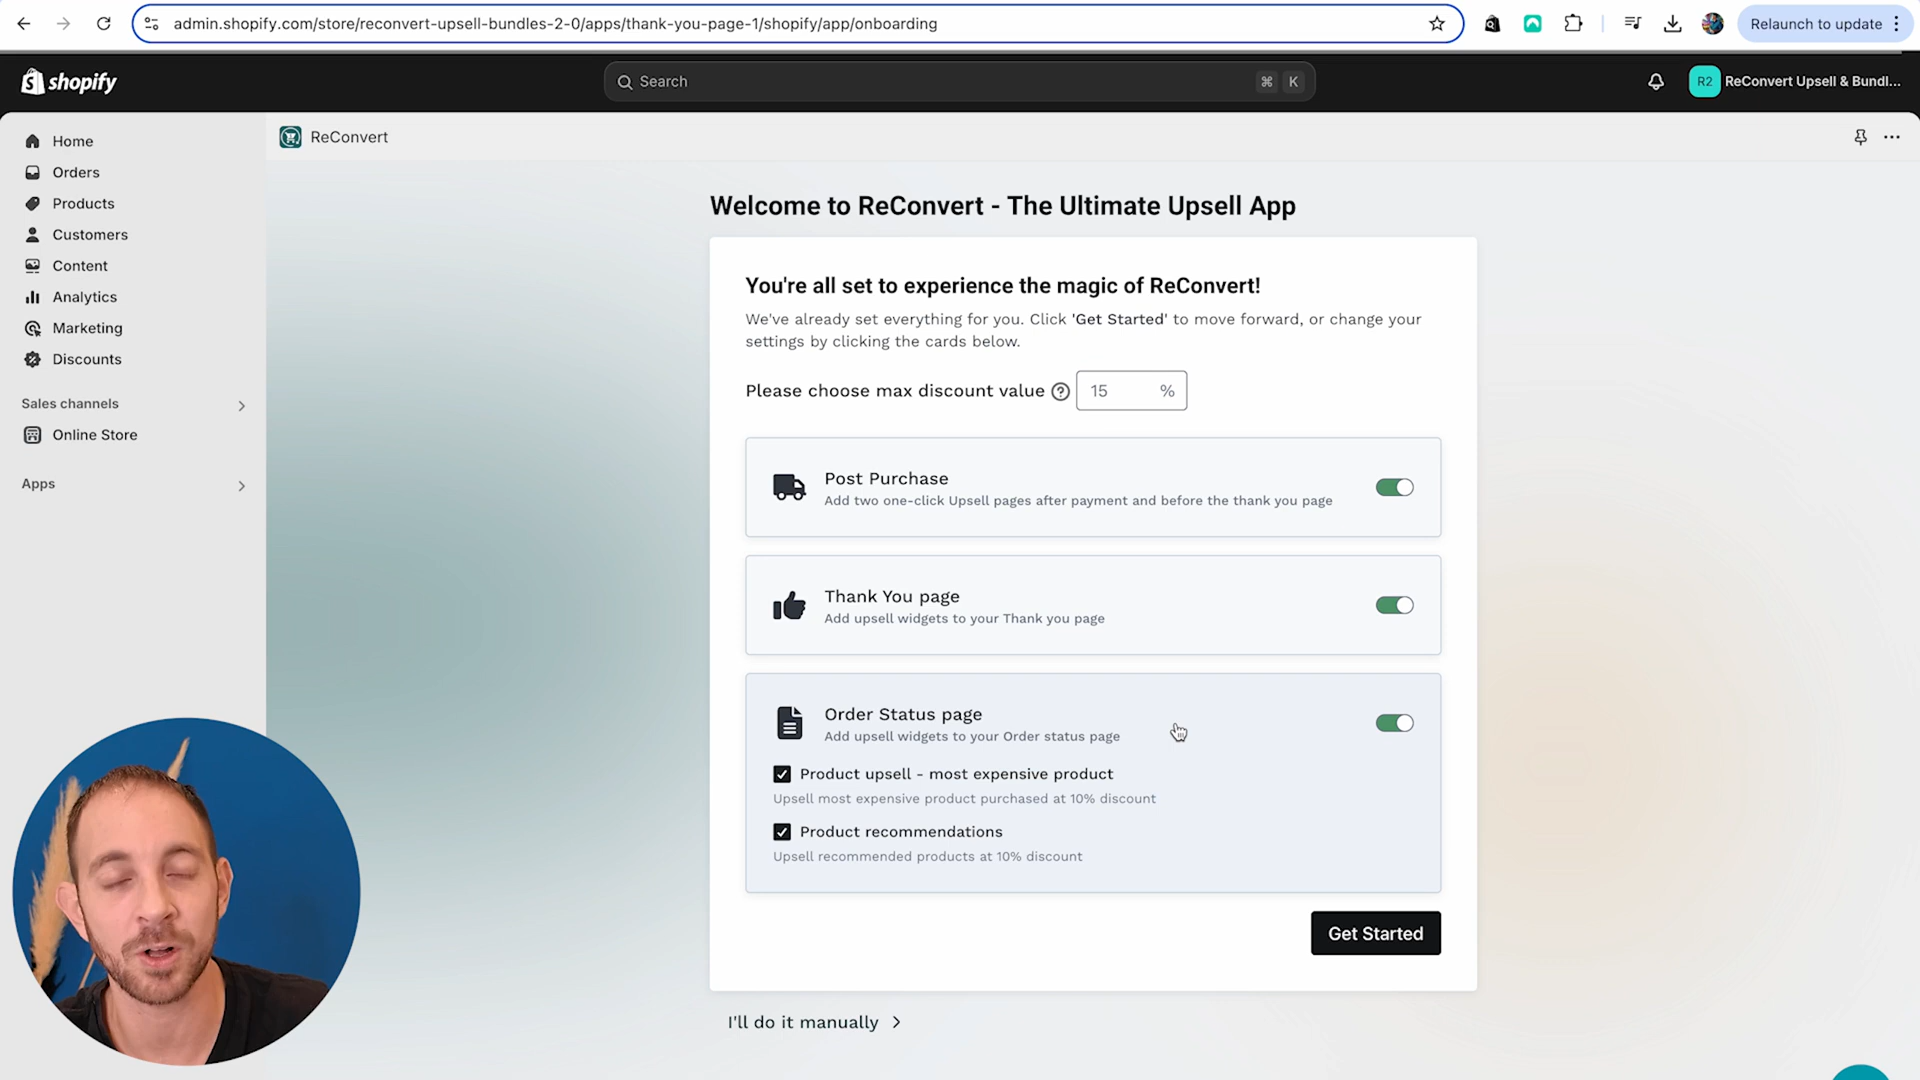 admin.shopify.com/store/reconvert-upsell-bundles-2-0/apps/thank-you-page-1/shopify/app/onboarding
Relaunch to update
shopify
Search
⌘ K
R2 ReConvert Upsell & Bundl...
Home
Orders
Products
Customers
Content
Analytics
Marketing
Discounts
Sales channels
Online Store
Apps
ReConvert
Welcome to ReConvert - The Ultimate Upsell App
You're all set to experience the magic of ReConvert!
We've already set everything for you. Click 'Get Started' to move forward, or change your
settings by clicking the cards below.
Please choose max discount value ? 15 %
Post Purchase
Add two one-click Upsell pages after payment and before the thank you page
Thank You page
Add upsell widgets to your Thank you page
Order Status page
Add upsell widgets to your Order status page
Product upsell - most expensive product
Upsell most expensive product purchased at 10% discount
Product recommendations
Upsell recommended products at 10% discount
Get Started
I'll do it manually